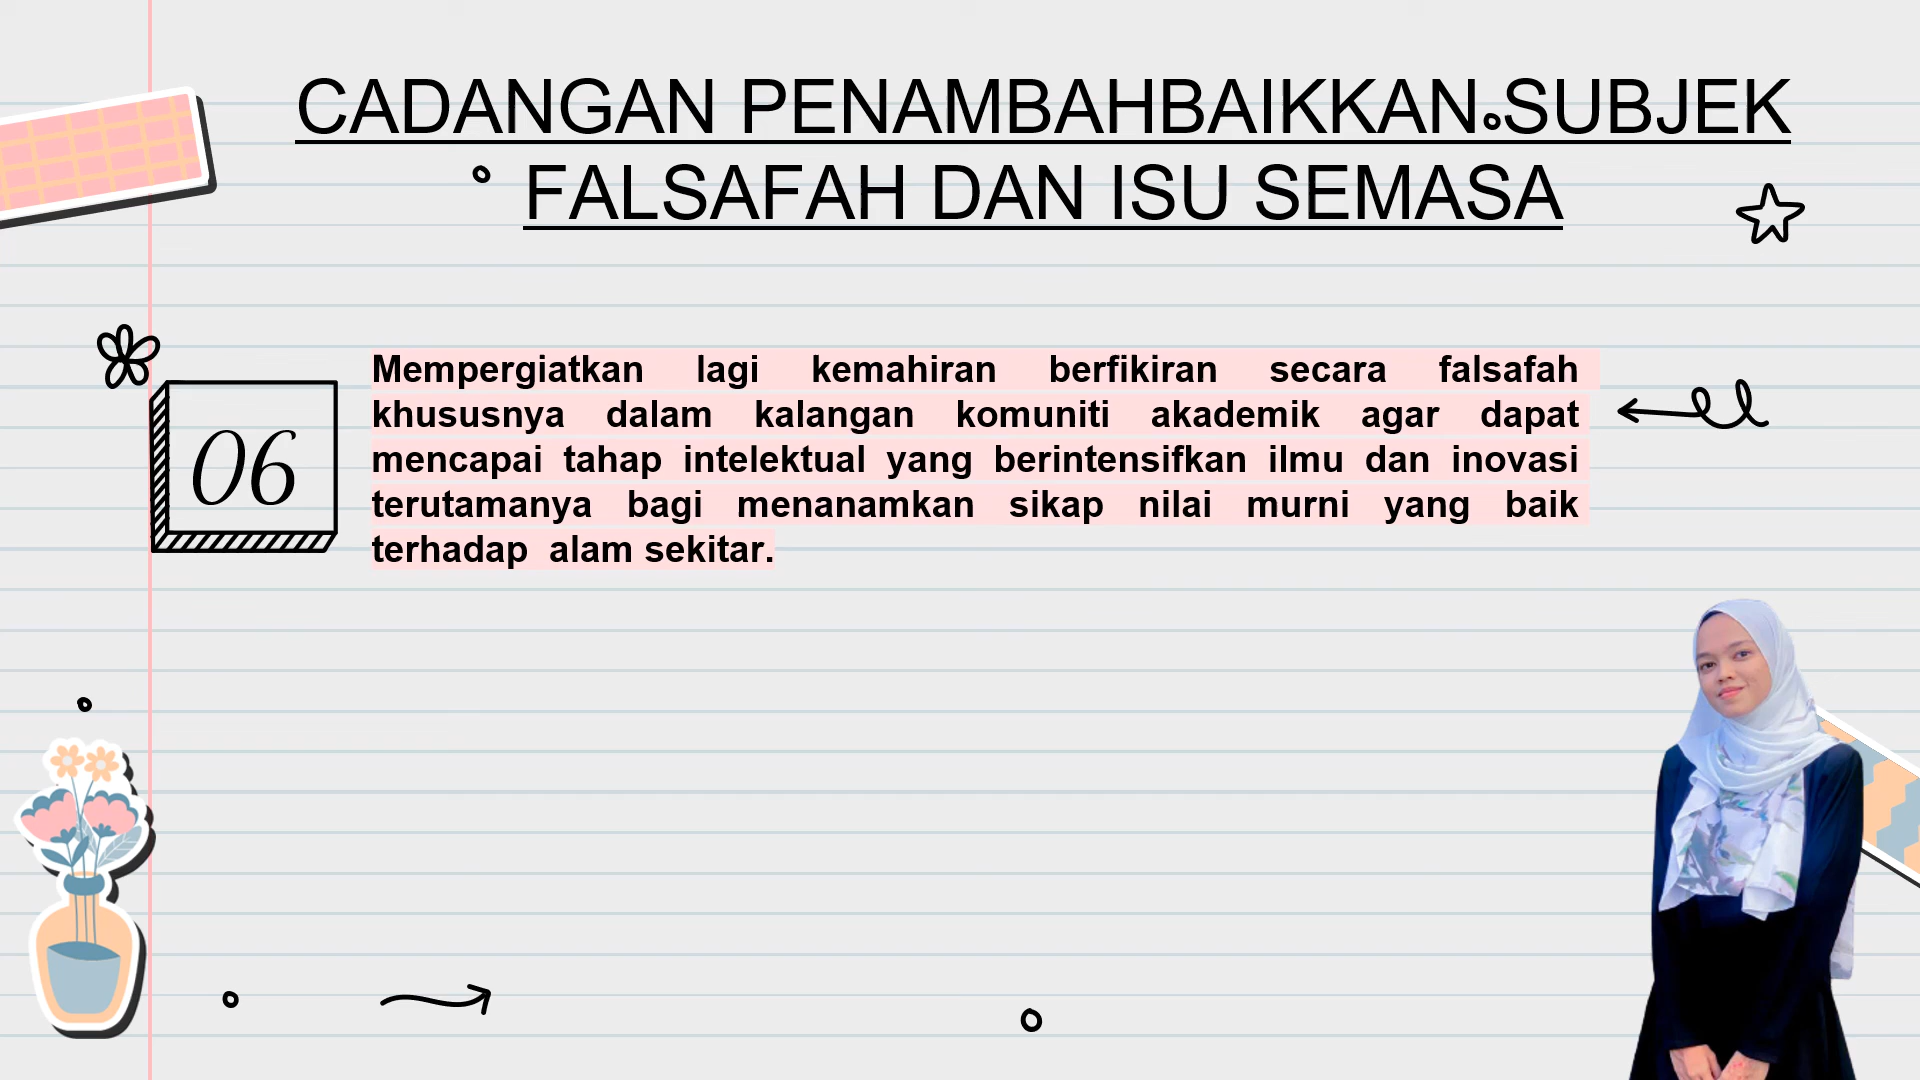 CADANGAN PENAMBAHBAIKKAN SUBJEK
FALSAFAH DAN ISU SEMASA
06
Mempergiatkan lagi kemahiran berfikiran secara falsafah
khususnya dalam kalangan komuniti akademik agar dapat
mencapai tahap intelektual yang berintensifkan ilmu dan inovasi
terutamanya bagi menanamkan sikap nilai murni yang baik
terhadap alam sekitar.